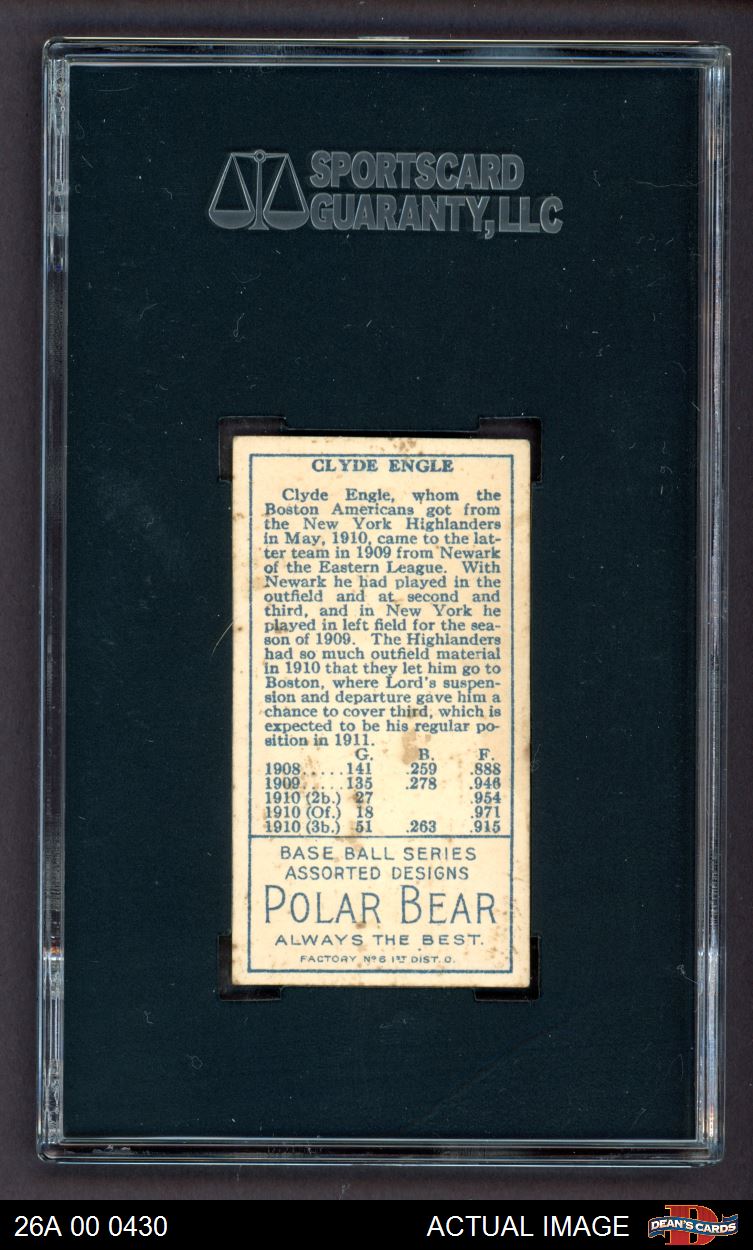 SPORTSCARD
GUARANTY, LLC
CLYDE ENGLE
Clyde Engle, whom the
Boston Americans got from
the New York Highlanders
in May, 1910, came to the lat-
ter team in 1909 from Newark
of the Eastern League. With
Newark he had played in the
outfield and at second and
third, and in New York he
played in left field for the sea-
son of 1909. The Highlanders
had so much outfield material
in 1910 that they let him go to
Boston, where Lord's suspen-
sion and departure gave him a
chance to cover third, which is
expected to be his regular po-
sition in 1911.
G. B. F.
1908.....141 .259 .888
1909.....135 .278 .946
1910 (2b.) 27 .954
1910 (Of.) 18 .971
1910 (3b.) 51 .263 .915
BASE BALL SERIES
ASSORTED DESIGNS
POLAR BEAR
ALWAYS THE BEST.
FACTORY Nº 6 1ST DIST. O.
26A 00 0430
ACTUAL IMAGE
DEAN'S CARDS